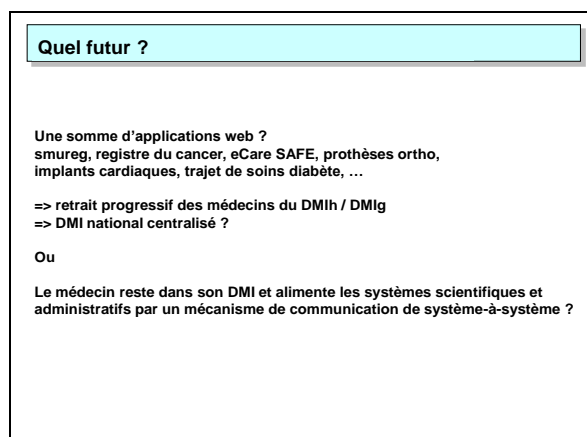 Quel futur ?
Une somme d'applications web ?
smureg, registre du cancer, eCare SAFE, prothèses ortho,
implants cardiaques, trajet de soins diabète, …
=> retrait progressif des médecins du DMIh / DMIg
=> DMI national centralisé ?
Ou
Le médecin reste dans son DMI et alimente les systèmes scientifiques et
administratifs par un mécanisme de communication de système-à-système ?